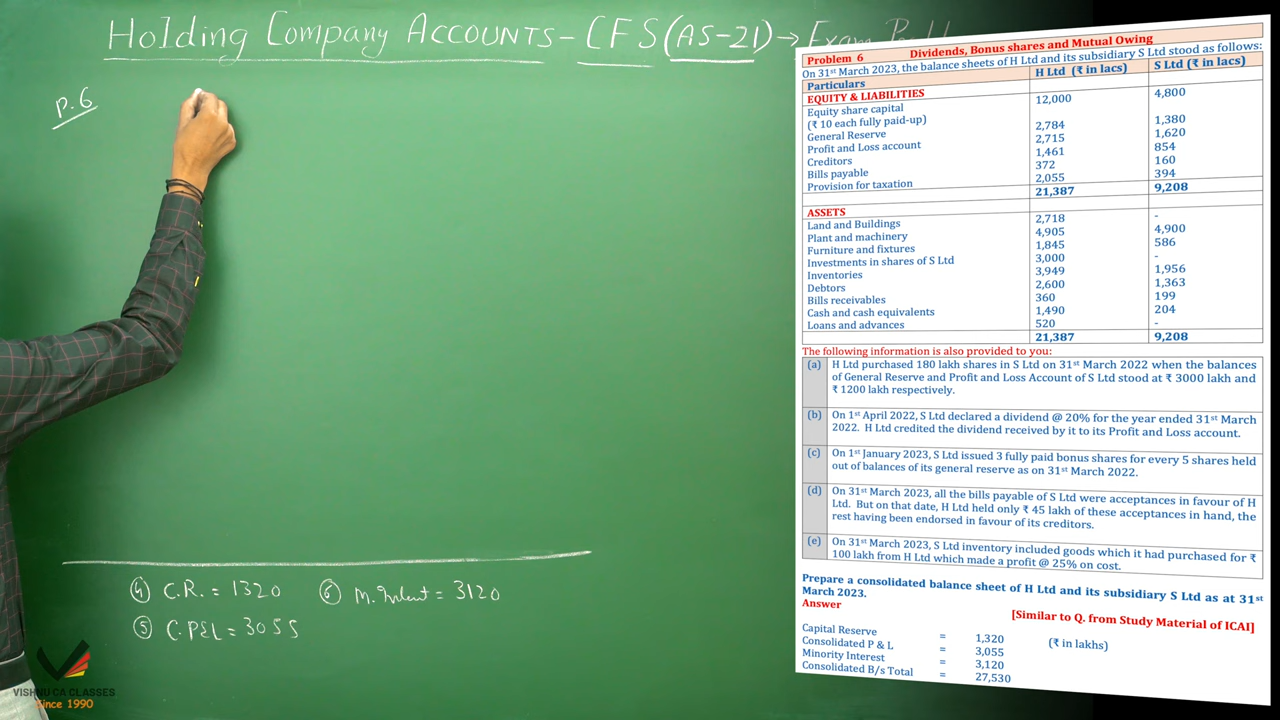 Holding Company Accounts - CFS (AS-21) →
P. 6
④ C.R. = 1320 ⑥ M. = 3120
⑤ C. P&L = 3055
VISHNU CA CLASSES
Since 1990
Problem 6 Dividends, Bonus shares and Mutual Owing
On 31st March 2023, the balance sheets of H Ltd and its subsidiary S Ltd stood as follows:
Particulars H Ltd (₹ in lacs) S Ltd (₹ in lacs)
EQUITY & LIABILITIES
Equity share capital 12,000 4,800
(₹ 10 each fully paid-up)
General Reserve 2,784 1,380
Profit and Loss account 2,715 1,620
Creditors 1,461 854
Bills payable 372 160
Provision for taxation 2,055 394
21,387 9,208
ASSETS
Land and Buildings 2,718 -
Plant and machinery 4,905 4,900
Furniture and fixtures 1,845 586
Investments in shares of S Ltd 3,000 -
Inventories 3,949 1,956
Debtors 2,600 1,363
Bills receivables 360 199
Cash and cash equivalents 1,490 204
Loans and advances 520 -
21,387 9,208
The following information is also provided to you:
(a) H Ltd purchased 180 lakh shares in S Ltd on 31st March 2022 when the balances
of General Reserve and Profit and Loss Account of S Ltd stood at ₹ 3000 lakh and
₹ 1200 lakh respectively.
(b) On 1st April 2022, S Ltd declared a dividend @ 20% for the year ended 31st March
2022. H Ltd credited the dividend received by it to its Profit and Loss account.
(c) On 1st January 2023, S Ltd issued 3 fully paid bonus shares for every 5 shares held
out of balances of its general reserve as on 31st March 2022.
(d) On 31st March 2023, all the bills payable of S Ltd were acceptances in favour of H
Ltd. But on that date, H Ltd held only ₹ 45 lakh of these acceptances in hand, the
rest having been endorsed in favour of its creditors.
(e) On 31st March 2023, S Ltd inventory included goods which it had purchased for ₹
100 lakh from H Ltd which made a profit @ 25% on cost.
Prepare a consolidated balance sheet of H Ltd and its subsidiary S Ltd as at 31st
March 2023.
Answer [Similar to Q. from Study Material of ICAI]
Capital Reserve = 1,320 (₹ in lakhs)
Consolidated P & L = 3,055
Minority Interest = 3,120
Consolidated B/s Total = 27,530